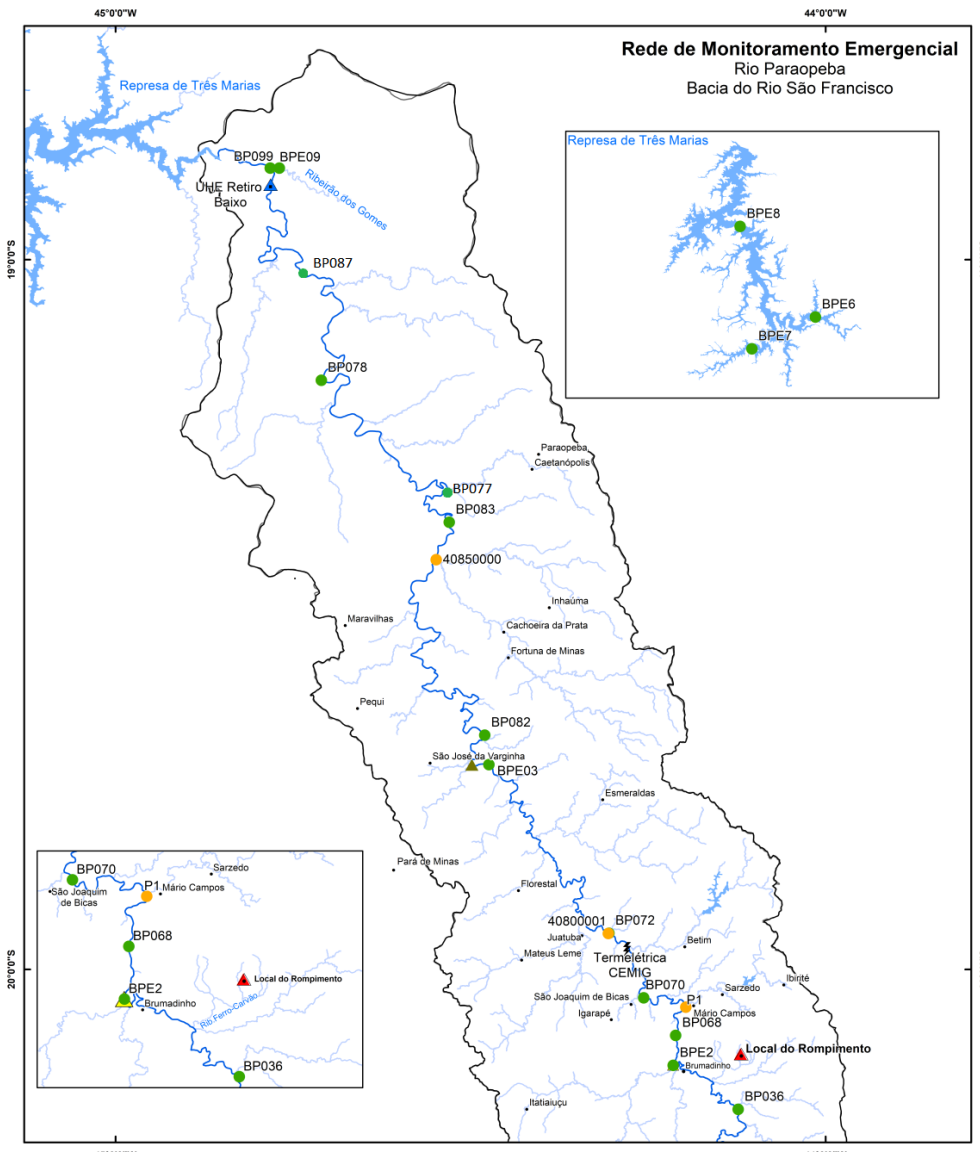 45°0'0"W
44°0'0"W
Rede de Monitoramento Emergencial
Rio Paraopeba
Bacia do Rio São Francisco
Represa de Três Marias
Represa de Três Marias
BPE8
BPE6
BPE7
BP099
BPE09
UHE Retiro
Baixo
Ribeirão dos Gomes
19°0'0"S
BP087
BP078
Paraopeba
Caetanópolis
BP077
BP083
40850000
Inhaúma
Maravilhas
Cachoeira da Prata
Fortuna de Minas
Pequi
BP082
São José da Varginha
BPE03
Esmeraldas
Pará de Minas
Florestal
40800001
BP072
Juatuba
Betim
Mateus Leme
Termelétrica
CEMIG
20°0'0"S
BP070
Ibirité
Sarzedo
São Joaquim de Bicas
P1
Mário Campos
Igarapé
BP068
Local do Rompimento
BPE2
Brumadinho
Itatiaiuçu
BP036
BP070
Sarzedo
São Joaquim
de Bicas
P1
Mário Campos
BP068
Local do Rompimento
BPE2
Brumadinho
Rib Ferro-Carvão
BP036